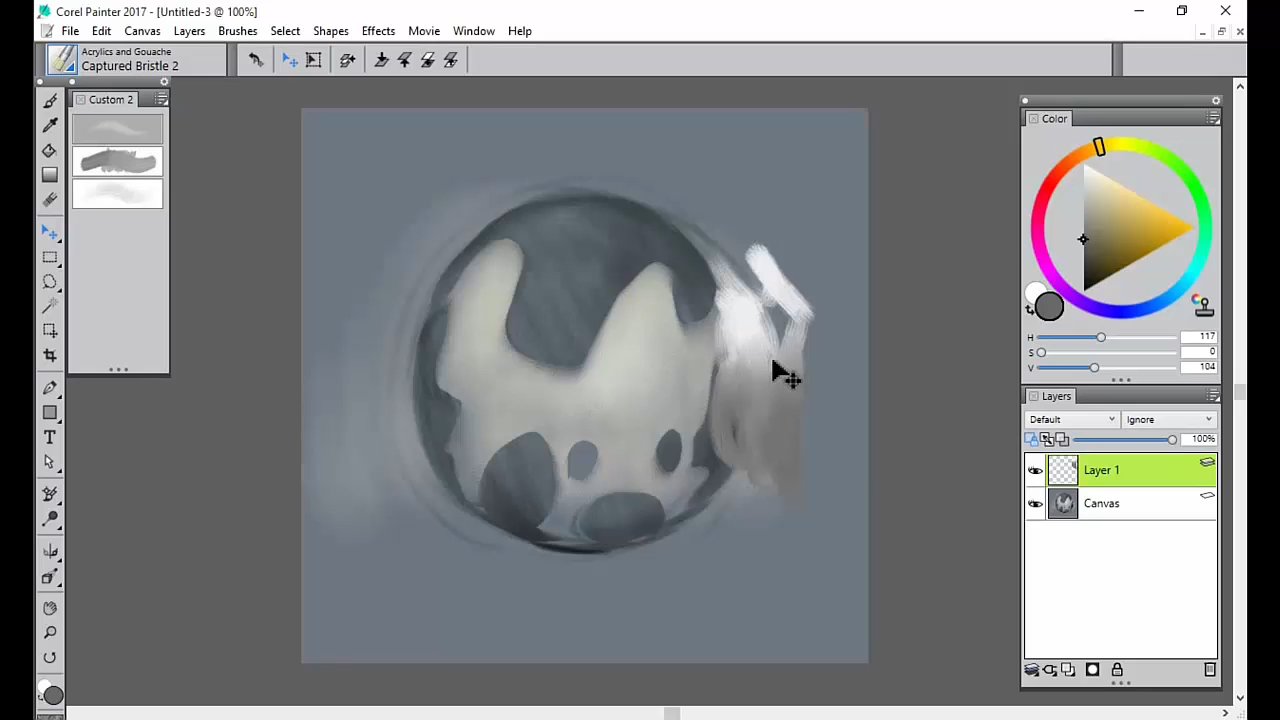 Corel Painter 2017 - [Untitled-3 @ 100%]
File Edit Canvas Layers Brushes Select Shapes Effects Movie Window Help
Acrylics and Gouache
Captured Bristle 2
Custom 2
Color
H 117
S 0
V 104
Layers
Default Ignore
100%
Layer 1
Canvas